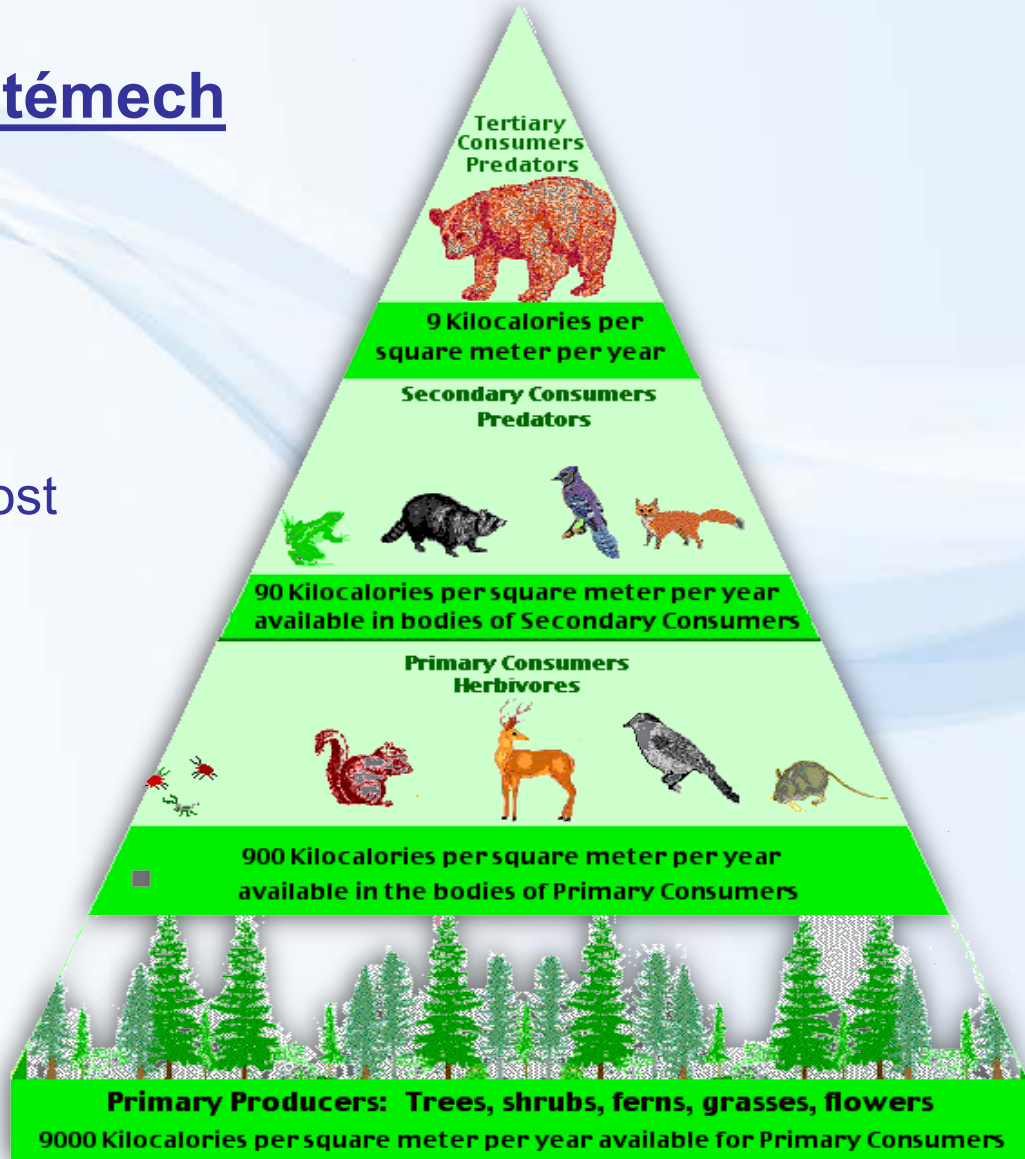 témech
ost
Tertiary
Consumers
Predators
9 Kilocalories per
square meter per year
Secondary Consumers
Predators
90 Kilocalories per square meter per year
available in bodies of Secondary Consumers
Primary Consumers
Herbivores
900 Kilocalories per square meter per year
available in the bodies of Primary Consumers
Primary Producers: Trees, shrubs, ferns, grasses, flowers
9000 Kilocalories per square meter per year available for Primary Consumers